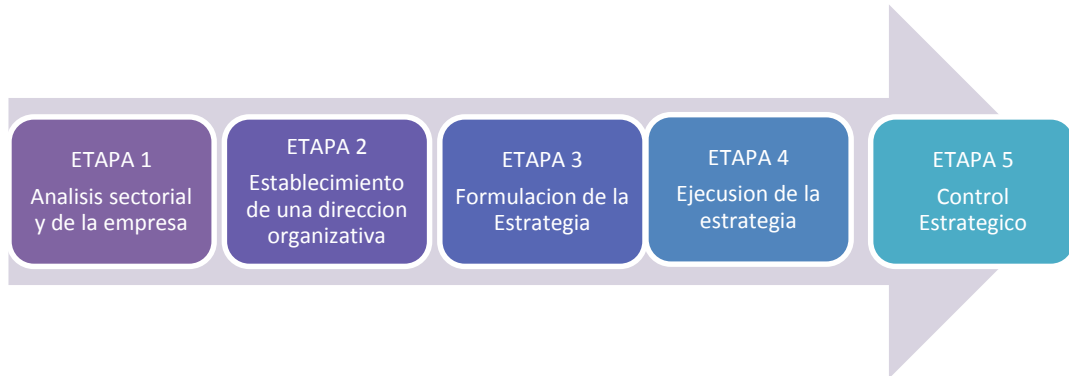 ETAPA 1
Analisis sectorial
y de la empresa
ETAPA 2
Establecimiento
de una direccion
organizativa
ETAPA 3
Formulacion de la
Estrategia
ETAPA 4
Ejecusion de la
estrategia
ETAPA 5
Control
Estrategico